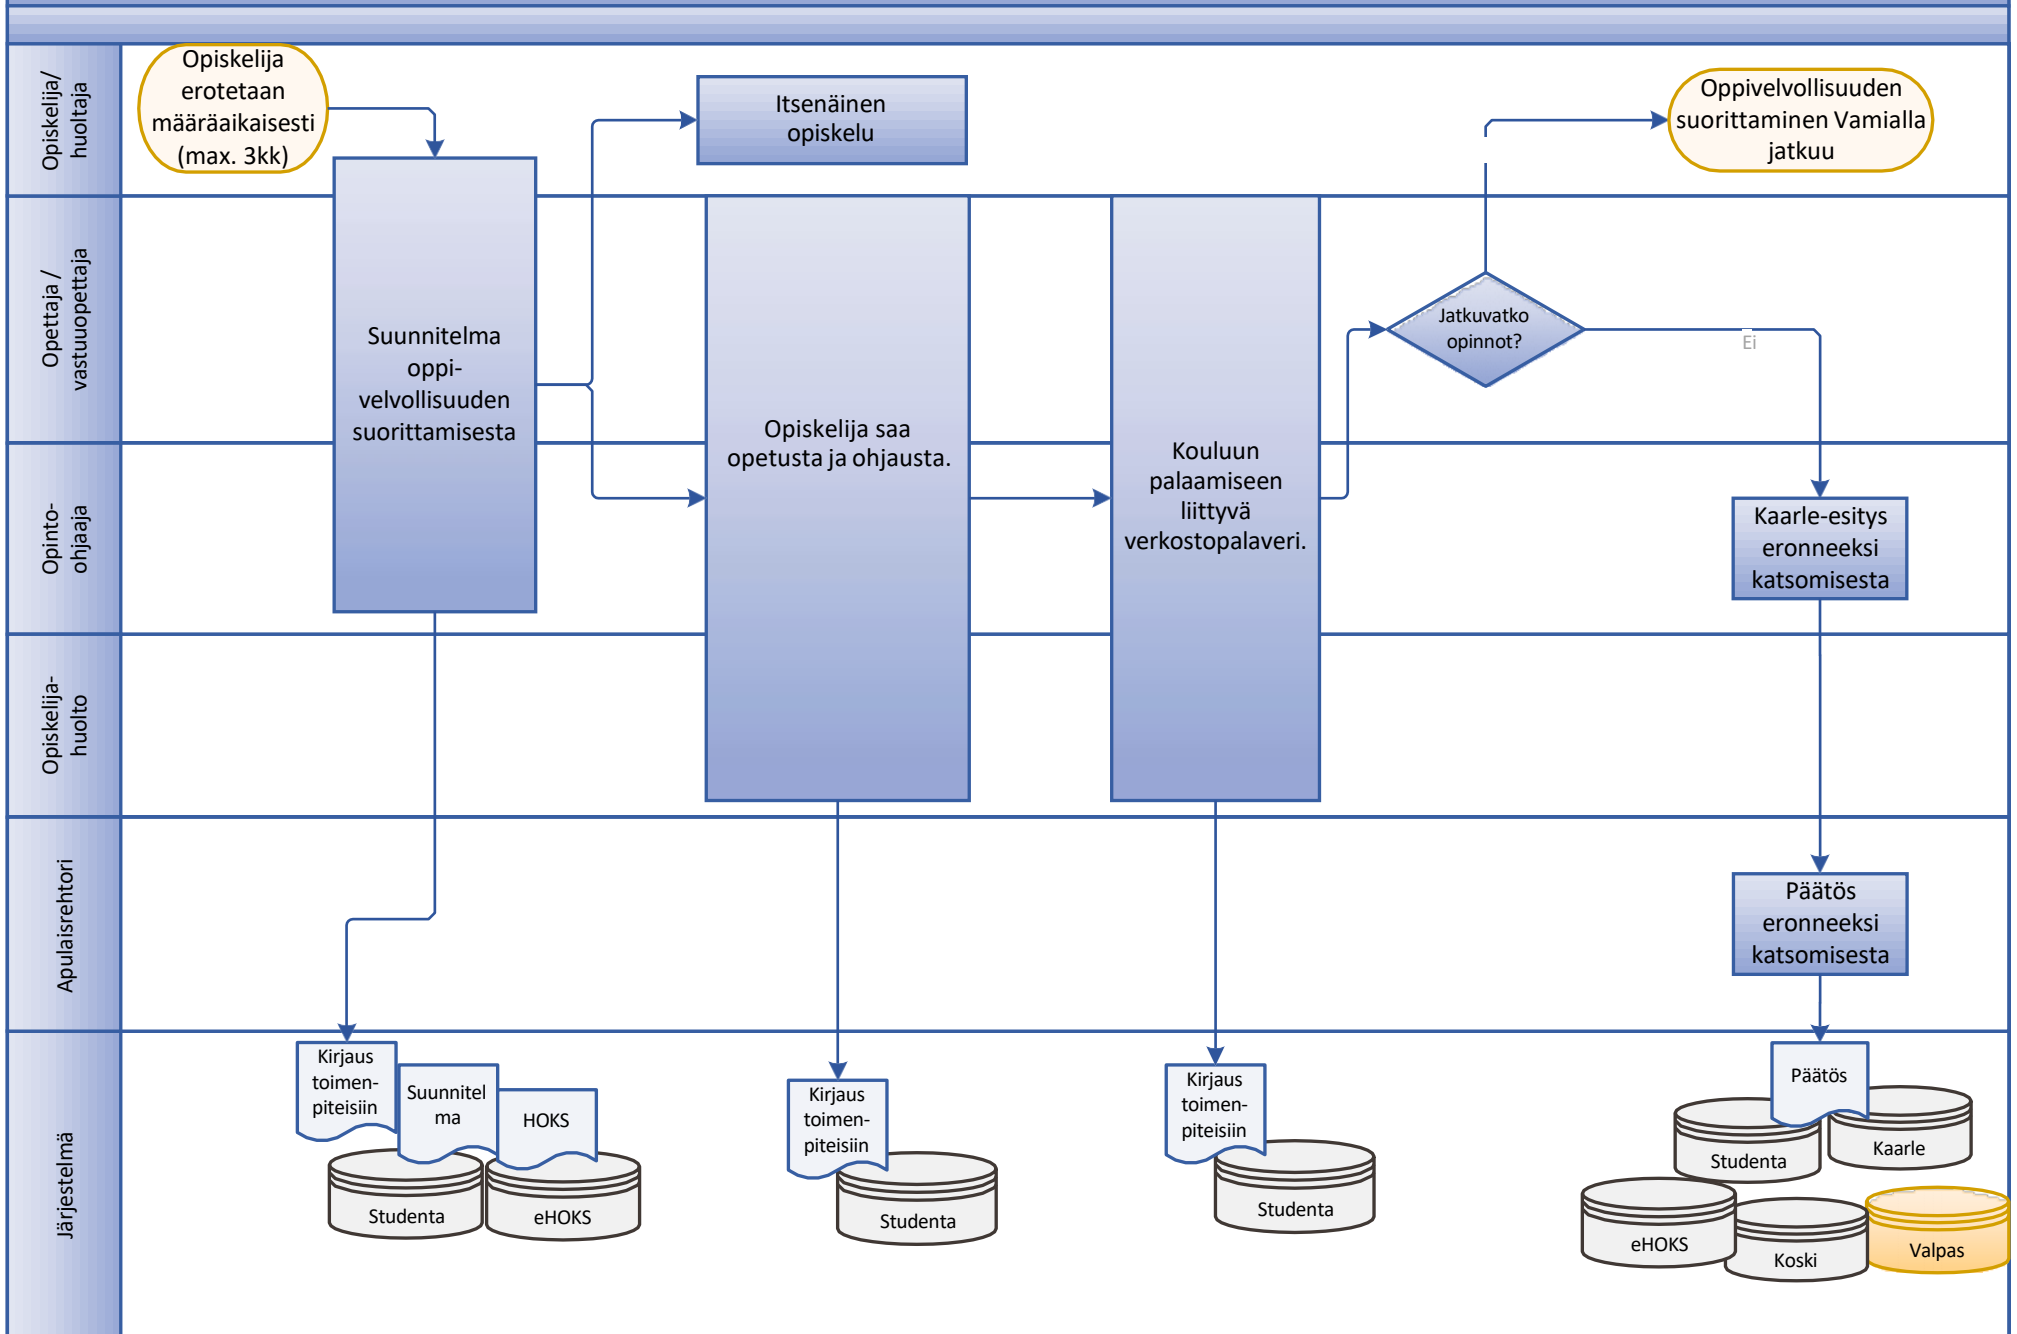 Opiskelija/
huoltaja
Opiskelija
erotetaan
määräaikaisesti
(max. 3kk)
Itsenäinen
opiskelu
Oppivelvollisuuden
suorittaminen Vamialla
jatkuu
Opettaja /
vastuuopettaja
Suunnitelma
oppi-
velvollisuuden
suorittamisesta
Opiskelija saa
opetusta ja ohjausta.
Kouluun
palaamiseen
liittyvä
verkostopalaveri.
Jatkuvatko
opinnot?
Ei
Opinto-
ohjaaja
Kaarle-esitys
eronneeksi
katsomisesta
Opiskelija-
huolto
Apulaisrehtori
Päätös
eronneeksi
katsomisesta
Järjestelmä
Kirjaus
toimen-
piteisiin
Suunnitel
ma
HOKS
Studenta
eHOKS
Kirjaus
toimen-
piteisiin
Studenta
Kirjaus
toimen-
piteisiin
Studenta
Päätös
Studenta
Kaarle
eHOKS
Koski
Valpas